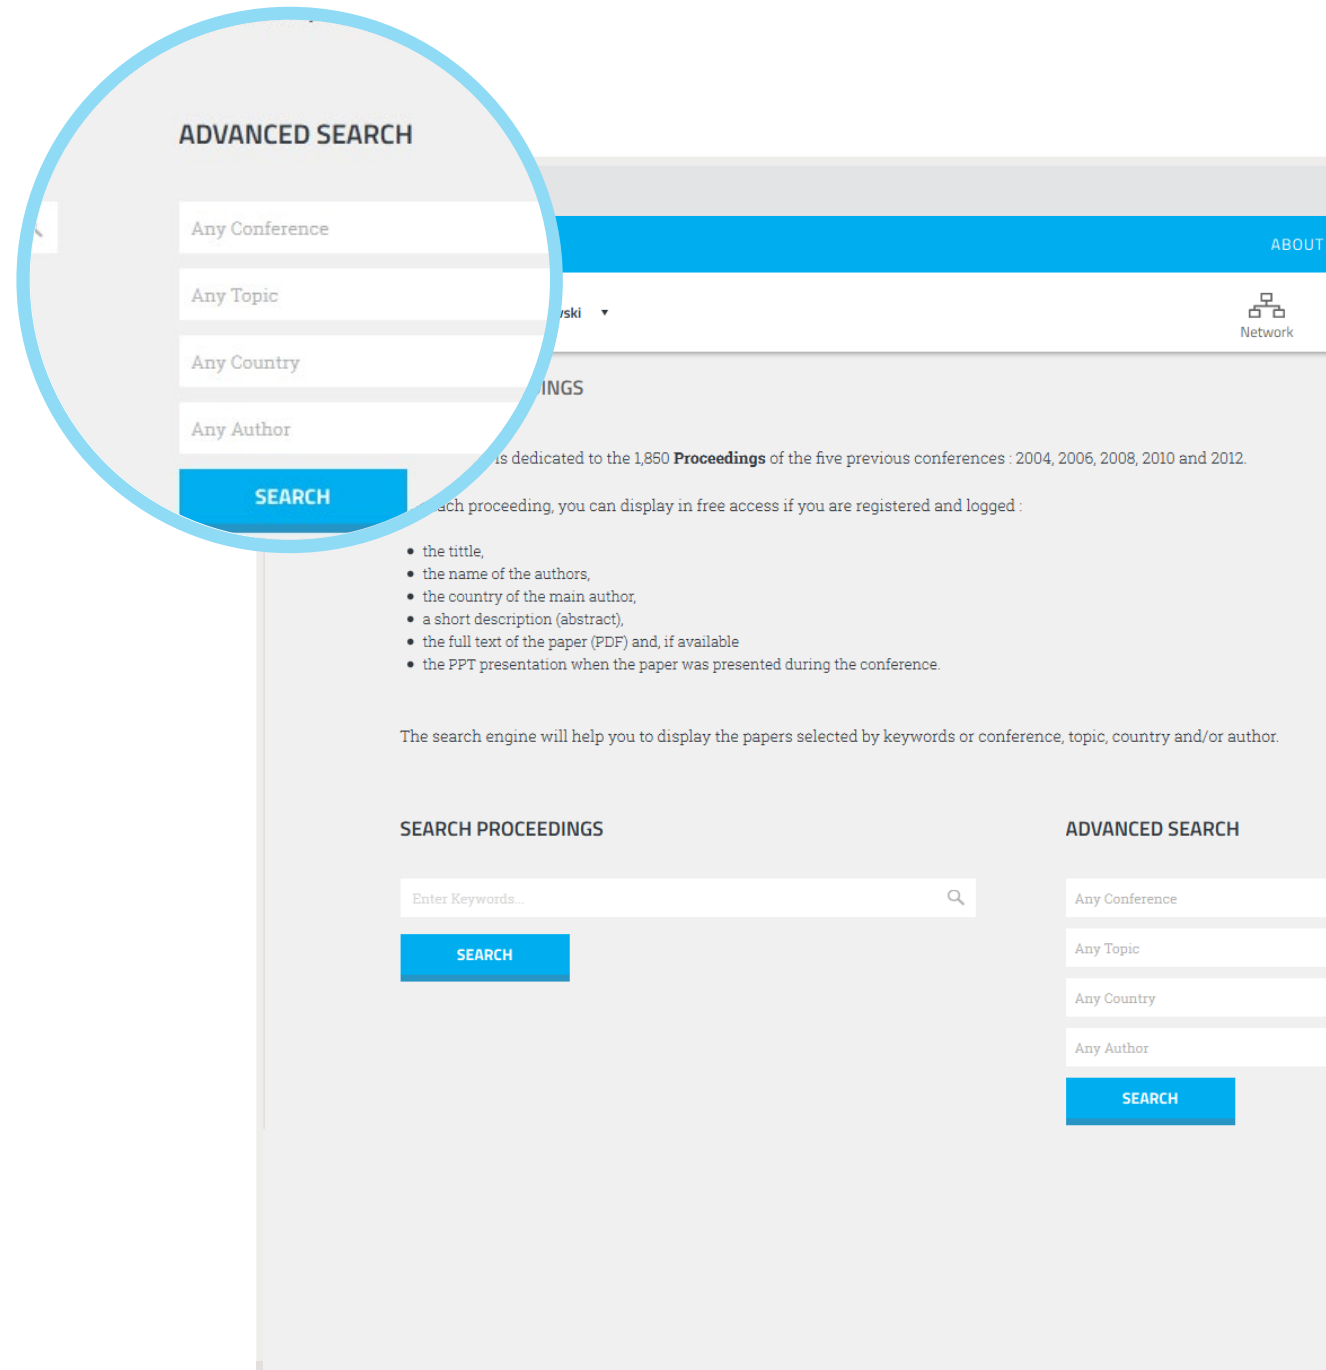 ADVANCED SEARCH
Any Conference
Any Topic
Any Country
Any Author
SEARCH
ABOUT
Network
is dedicated to the 1,850 Proceedings of the five previous conferences : 2004, 2006, 2008, 2010 and 2012.
proceeding, you can display in free access if you are registered and logged :
• the tittle,
• the name of the authors,
• the country of the main author,
• a short description (abstract),
• the full text of the paper (PDF) and, if available
• the PPT presentation when the paper was presented during the conference.
The search engine will help you to display the papers selected by keywords or conference, topic, country and/or author.
SEARCH PROCEEDINGS
Enter Keywords...
SEARCH
ADVANCED SEARCH
Any Conference
Any Topic
Any Country
Any Author
SEARCH